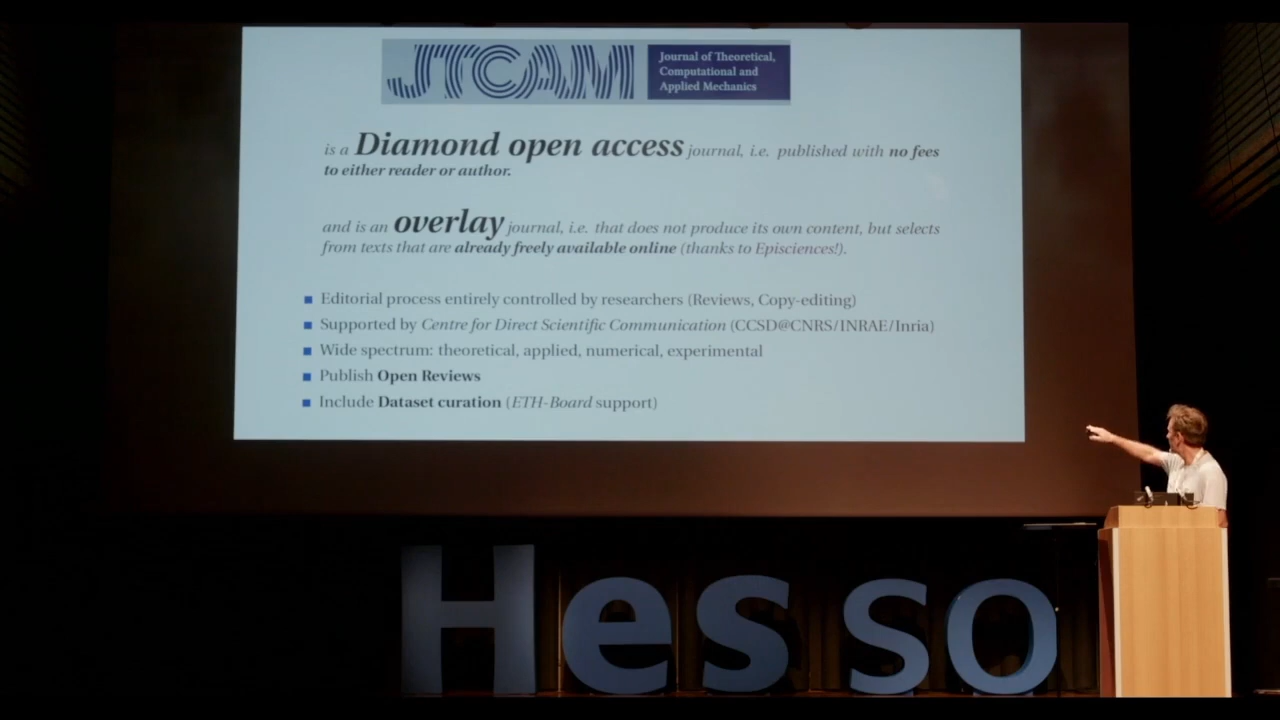 JTCAM
Journal of Theoretical,
Computational and
Applied Mechanics
is a Diamond open access journal, i.e. published with no fees
to either reader or author.
and is an overlay journal, i.e. that does not produce its own content, but selects
from texts that are already freely available online (thanks to Episciences!).
Editorial process entirely controlled by researchers (Reviews, Copy-editing)
Supported by Centre for Direct Scientific Communication (CCSD@CNRS/INRAE/Inria)
Wide spectrum: theoretical, applied, numerical, experimental
Publish Open Reviews
Include Dataset curation (ETH-Board support)
Hes so